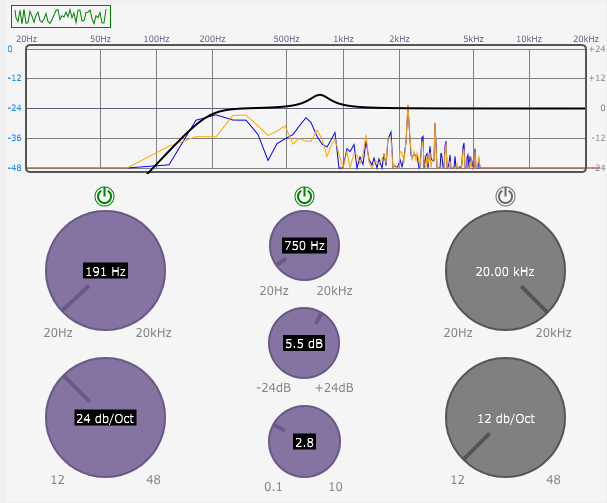 20Hz 50Hz 100Hz 200Hz 500Hz 1kHz 2kHz 5kHz 10kHz 20kHz
0 +24
-12 +12
-24 0
-36 -12
-48 -24
191 Hz
20Hz 20kHz
24 db/Oct
12 48
750 Hz
20Hz 20kHz
5.5 dB
-24dB +24dB
2.8
0.1 10
20.00 kHz
20Hz 20kHz
12 db/Oct
12 48